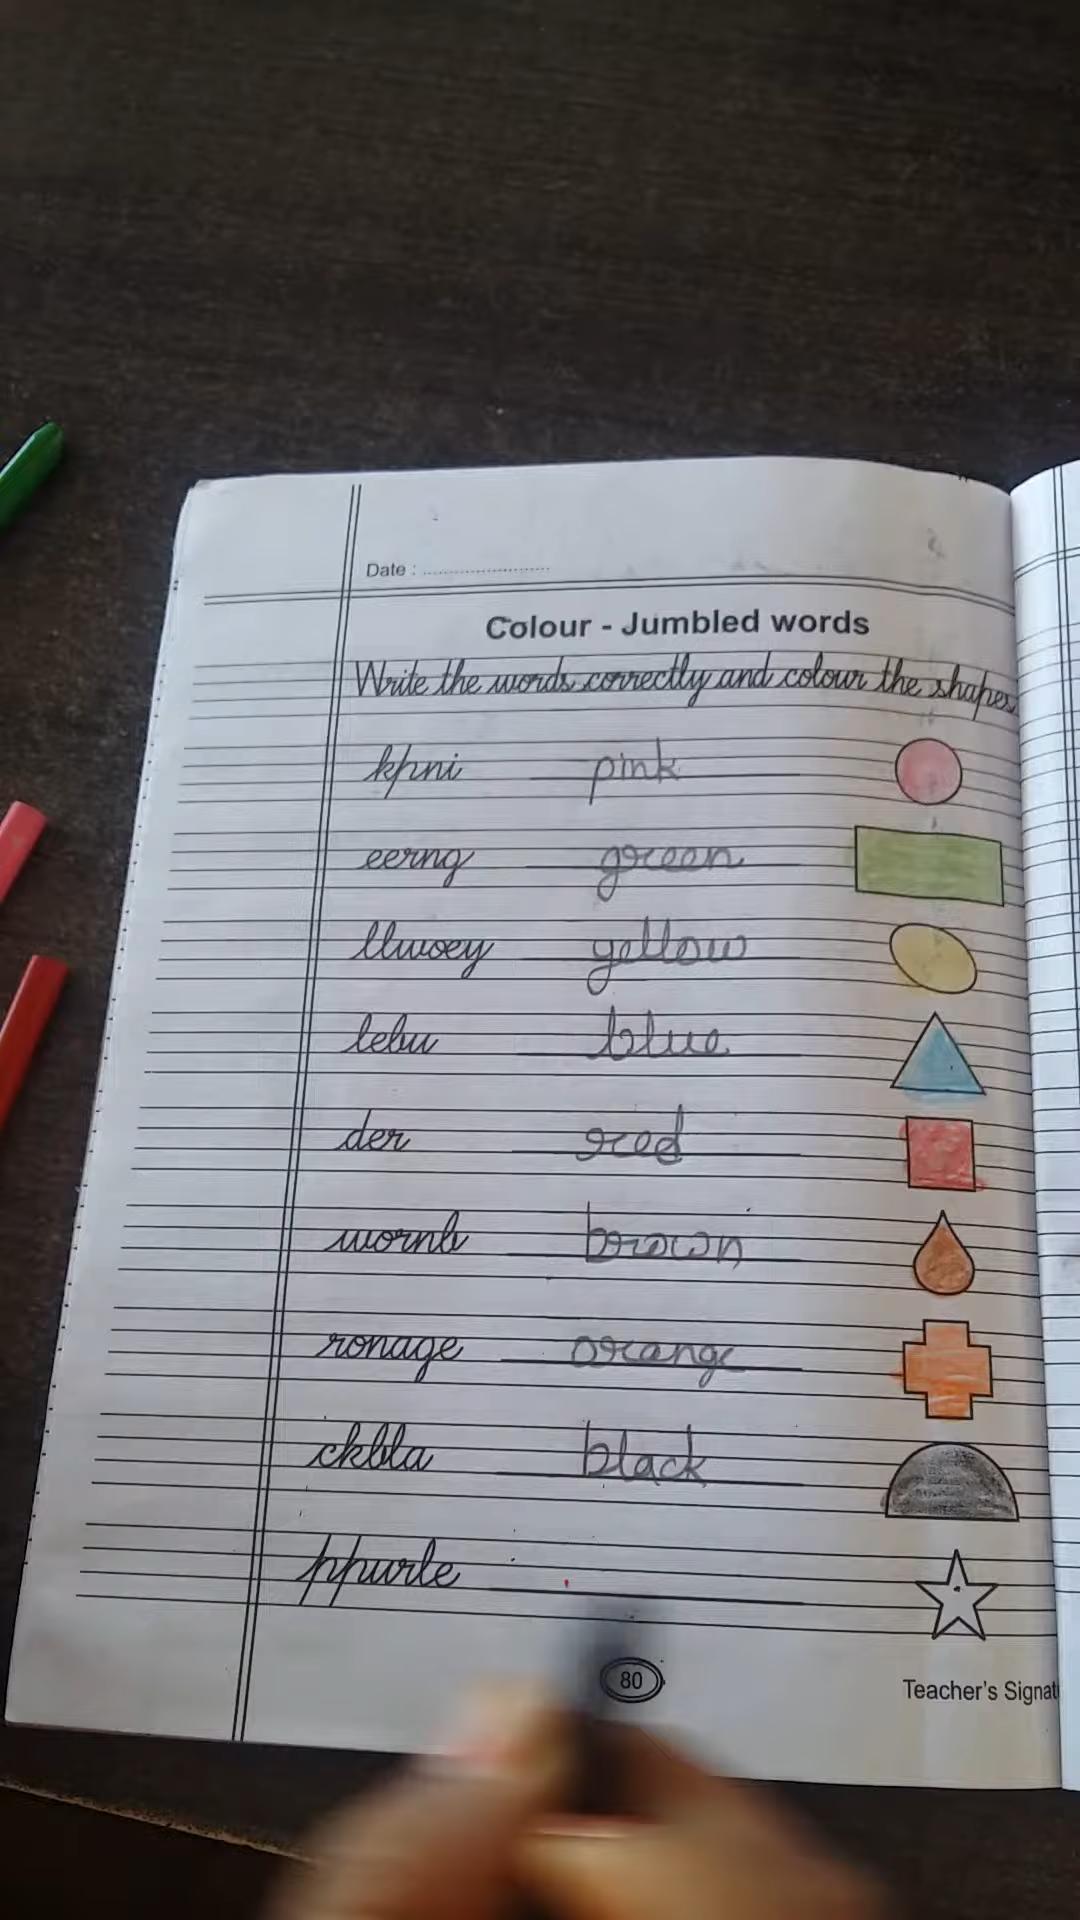 Date : ........................
Colour - Jumbled words
Write the words correctly and colour the shapes
kpni pink
eerng green
llwoey yellow
lebu blue
der red
wornb brown
ronage orange
ckbla black
ppurle
80
Teacher's Signat